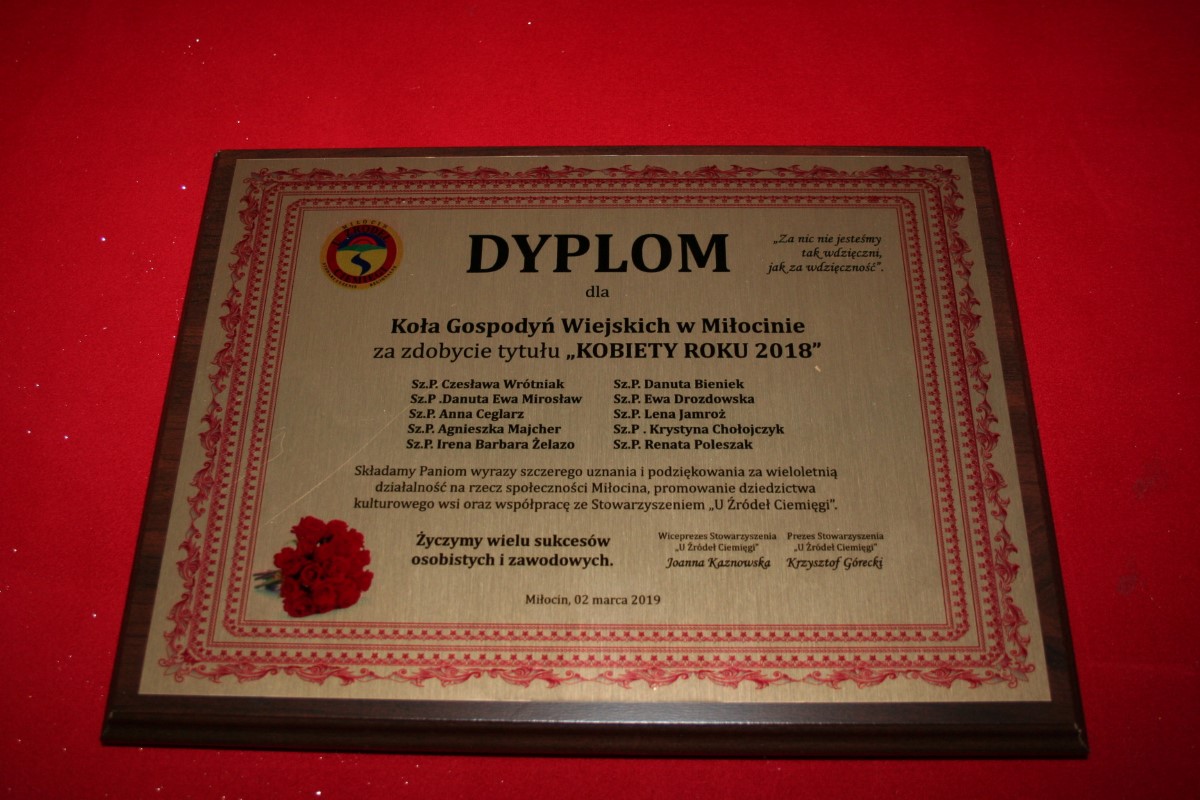 DYPLOM
„Za nic nie jesteśmy
tak wdzięczni,
jak za wdzięczność”.
dla
Koła Gospodyń Wiejskich w Miłocinie
za zdobycie tytułu „KOBIETY ROKU 2018”
Sz.P. Czesława Wrótniak
Sz.P .Danuta Ewa Mirosław
Sz.P. Anna Ceglarz
Sz.P. Agnieszka Majcher
Sz.P. Irena Barbara Żelazo
Sz.P. Danuta Bieniek
Sz.P. Ewa Drozdowska
Sz.P. Lena Jamroż
Sz.P . Krystyna Chołojczyk
Sz.P. Renata Poleszak
Składamy Paniom wyrazy szczerego uznania i podziękowania za wieloletnią
działalność na rzecz społeczności Miłocina, promowanie dziedzictwa
kulturowego wsi oraz współpracę ze Stowarzyszeniem „U Źródeł Ciemięgi”.
Życzymy wielu sukcesów
osobistych i zawodowych.
Wiceprezes Stowarzyszenia
„U Źródeł Ciemięgi”
Joanna Kaznowska
Prezes Stowarzyszenia
„U Źródeł Ciemięgi”
Krzysztof Górecki
Miłocin, 02 marca 2019